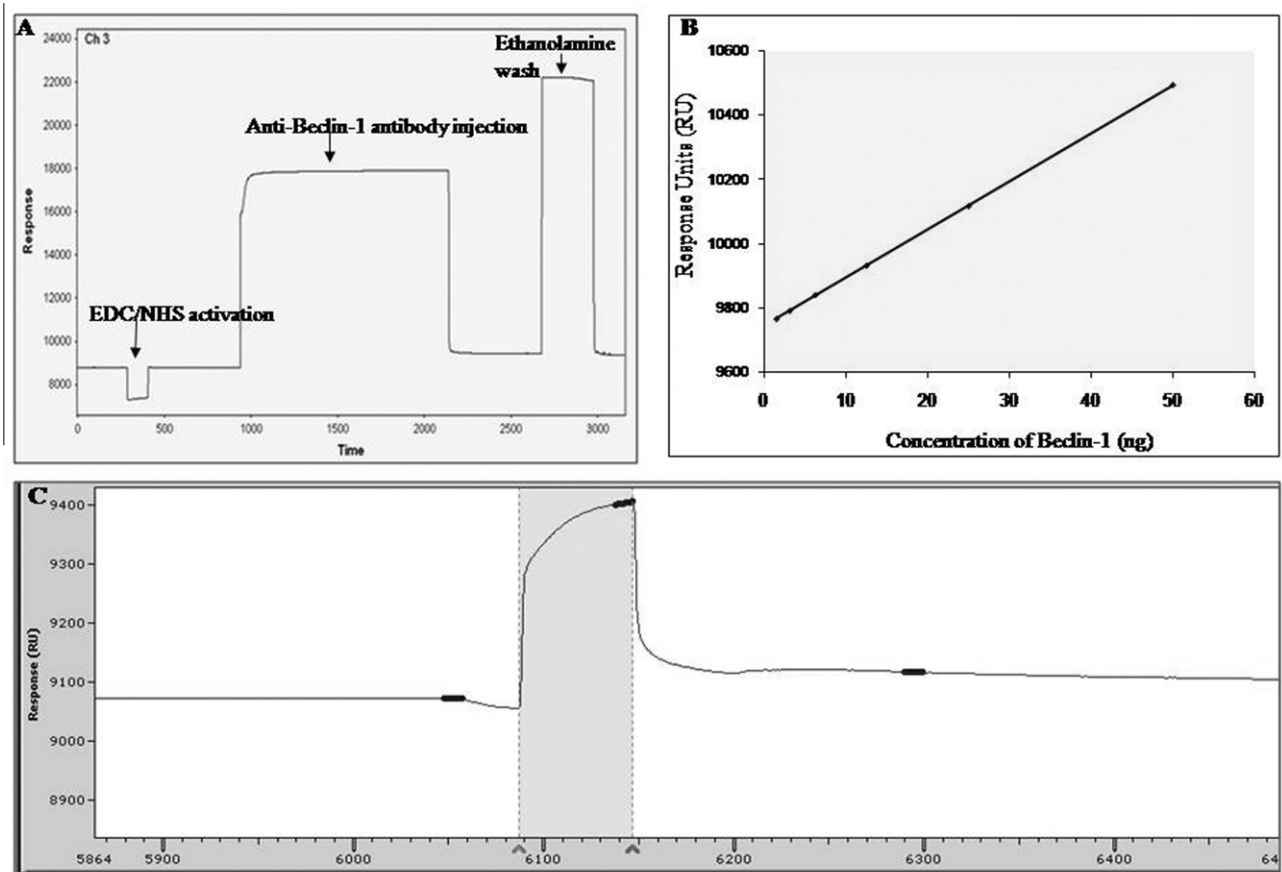 A
Ch 3
Ethanolamine
wash
Anti-Beclin-1 antibody injection
EDC/NHS activation
24000
22000
20000
18000
16000
14000
12000
10000
8000
Response
0 500 1000 1500 2000 2500 3000
Time
B
10600
10400
10200
10000
9800
9600
Response Units (RU)
0 10 20 30 40 50 60
Concentration of Beclin-1 (ng)
C
9400
9300
9200
9100
9000
8900
Response (RU)
5864 5900 6000 6100 6200 6300 6400 64